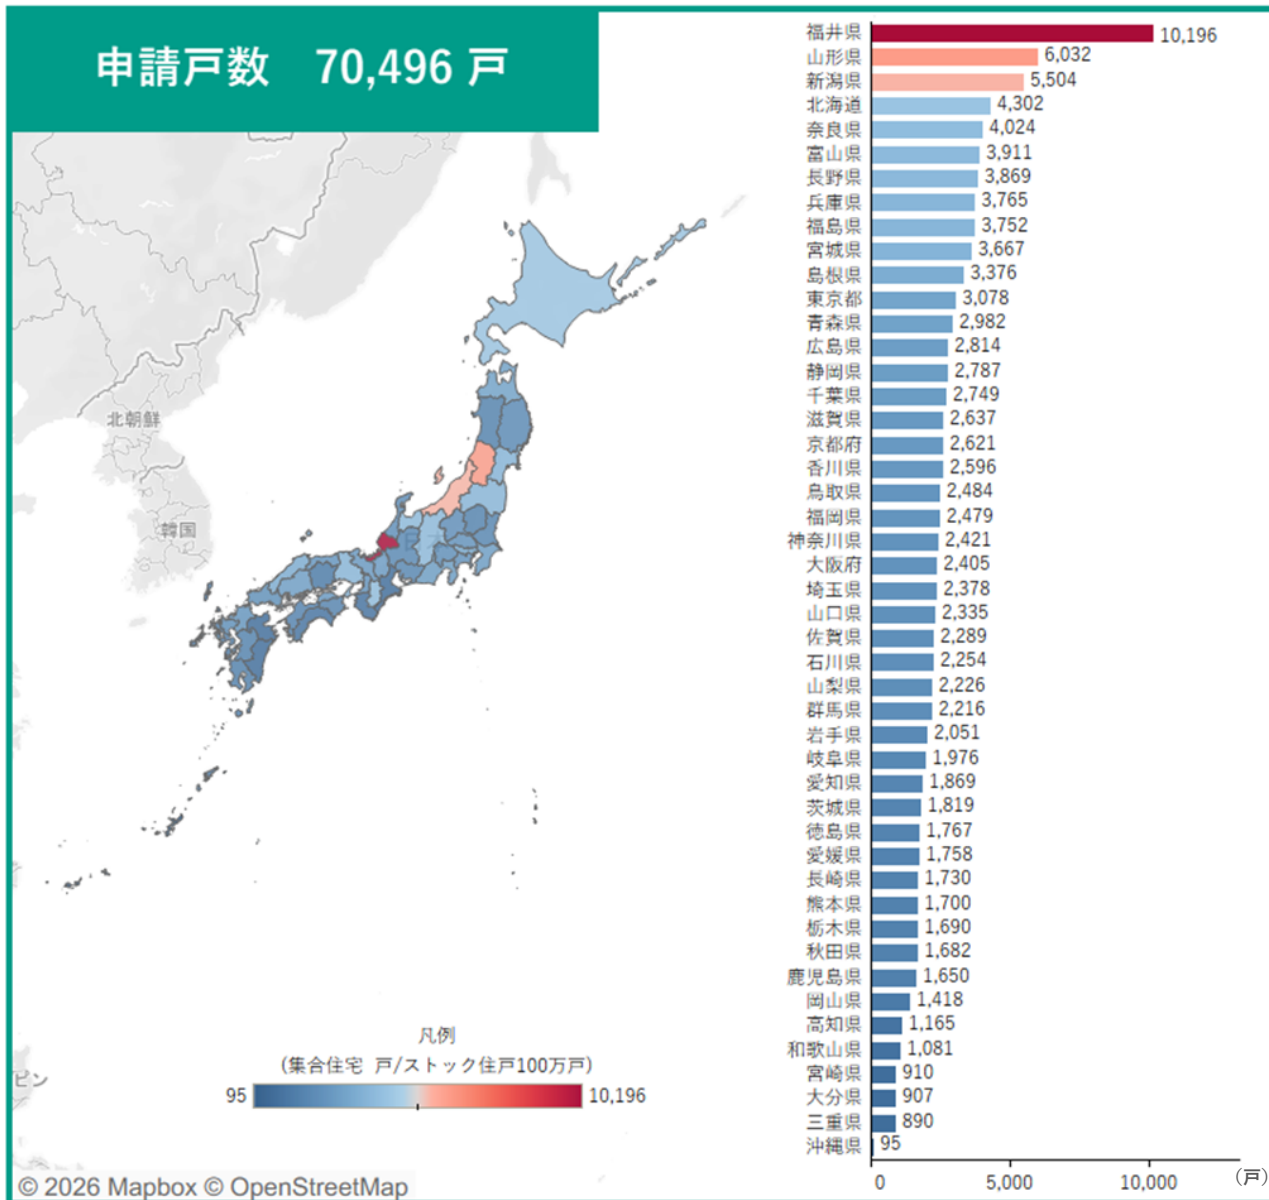 申請戸数　70,496 戸
北朝鮮
韓国
ピン
凡例
(集合住宅 戸/ストック住戸100万戸)
95 10,196
© 2026 Mapbox © OpenStreetMap
福井県 10,196
山形県 6,032
新潟県 5,504
北海道 4,302
奈良県 4,024
富山県 3,911
長野県 3,869
兵庫県 3,765
福島県 3,752
宮城県 3,667
島根県 3,376
東京都 3,078
青森県 2,982
広島県 2,814
静岡県 2,787
千葉県 2,749
滋賀県 2,637
京都府 2,621
香川県 2,596
鳥取県 2,484
福岡県 2,479
神奈川県 2,421
大阪府 2,405
埼玉県 2,378
山口県 2,335
佐賀県 2,289
石川県 2,254
山梨県 2,226
群馬県 2,216
岩手県 2,051
岐阜県 1,976
愛知県 1,869
茨城県 1,819
徳島県 1,767
愛媛県 1,758
長崎県 1,730
熊本県 1,700
栃木県 1,690
秋田県 1,682
鹿児島県 1,650
岡山県 1,418
高知県 1,165
和歌山県 1,081
宮崎県 910
大分県 907
三重県 890
沖縄県 95
0 5,000 10,000 (戸)